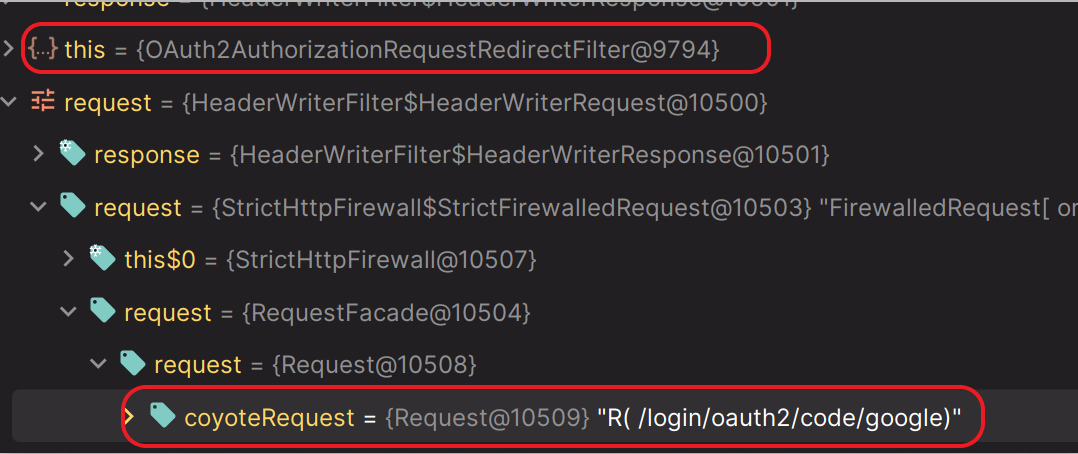 response = {HeaderWriterFilter$HeaderWriterResponse@10501}
this = {OAuth2AuthorizationRequestRedirectFilter@9794}
request = {HeaderWriterFilter$HeaderWriterRequest@10500}
response = {HeaderWriterFilter$HeaderWriterResponse@10501}
request = {StrictHttpFirewall$StrictFirewalledRequest@10503} "FirewalledRequest[ or
this$0 = {StrictHttpFirewall@10507}
request = {RequestFacade@10504}
request = {Request@10508}
coyoteRequest = {Request@10509} "R( /login/oauth2/code/google)"